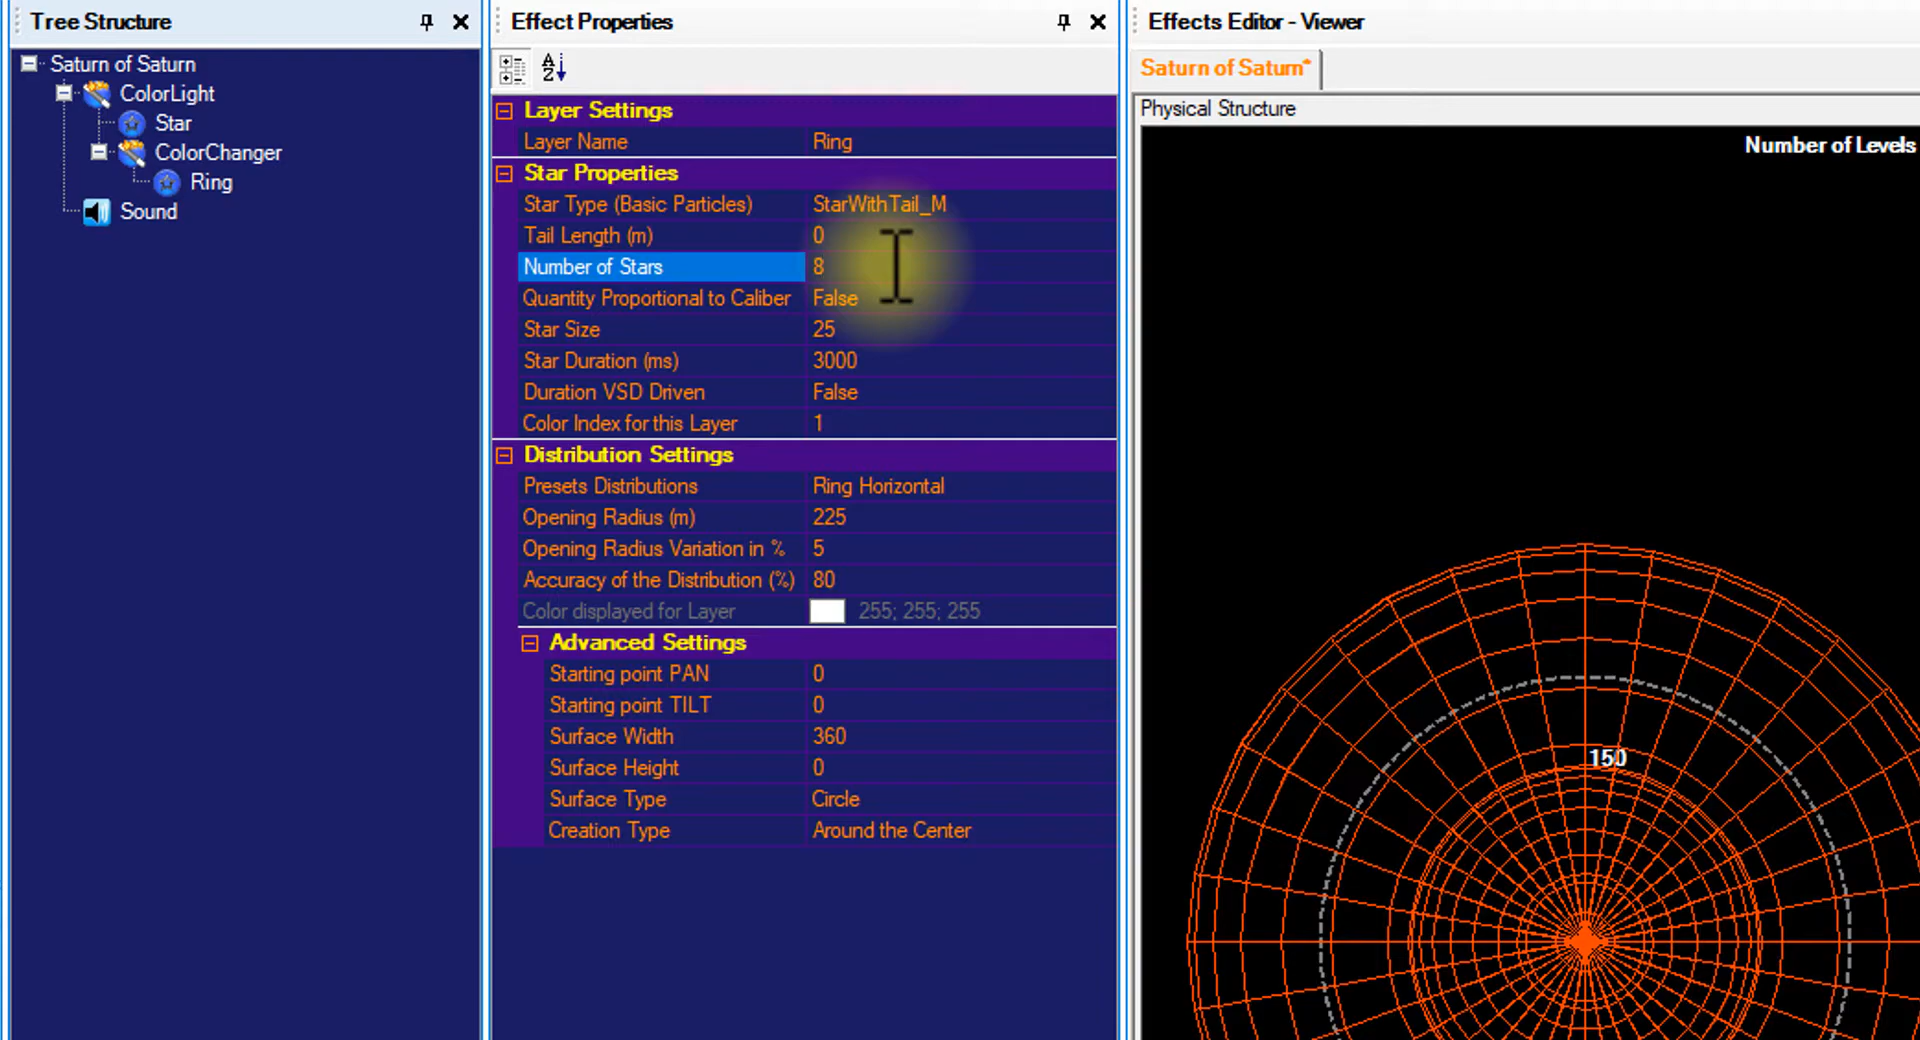 Tree Structure
Saturn of Saturn
ColorLight
Star
ColorChanger
Ring
Sound
Effect Properties
Layer Settings
Layer Name Ring
Star Properties
Star Type (Basic Particles) StarWithTail_M
Tail Length (m) 0
Number of Stars 8
Quantity Proportional to Caliber False
Star Size 25
Star Duration (ms) 3000
Duration VSD Driven False
Color Index for this Layer 1
Distribution Settings
Presets Distributions Ring Horizontal
Opening Radius (m) 225
Opening Radius Variation in % 5
Accuracy of the Distribution (%) 80
Color displayed for Layer 255; 255; 255
Advanced Settings
Starting point PAN 0
Starting point TILT 0
Surface Width 360
Surface Height 0
Surface Type Circle
Creation Type Around the Center
Effects Editor - Viewer
Saturn of Saturn*
Physical Structure
Number of Levels
150